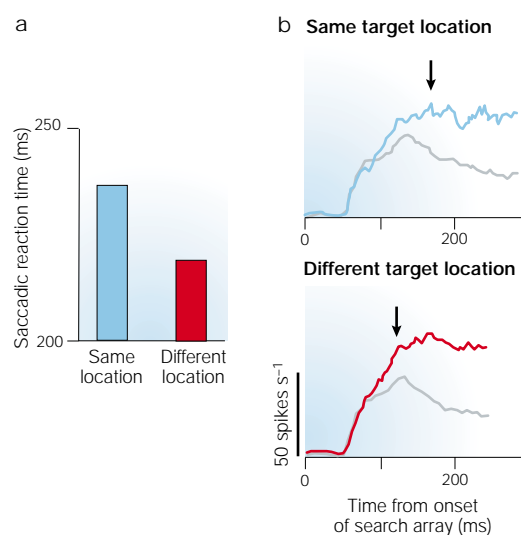 a
250
Saccadic reaction time (ms)
200
Same location
Different location
b
Same target location
0
200
Different target location
50 spikes s⁻¹
0
200
Time from onset
of search array (ms)